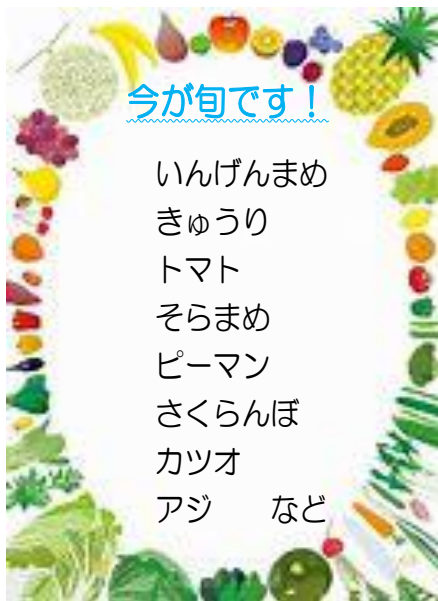 今が旬です！
いんげんまめ
きゅうり
トマト
そらまめ
ピーマン
さくらんぼ
カツオ
アジ　　など